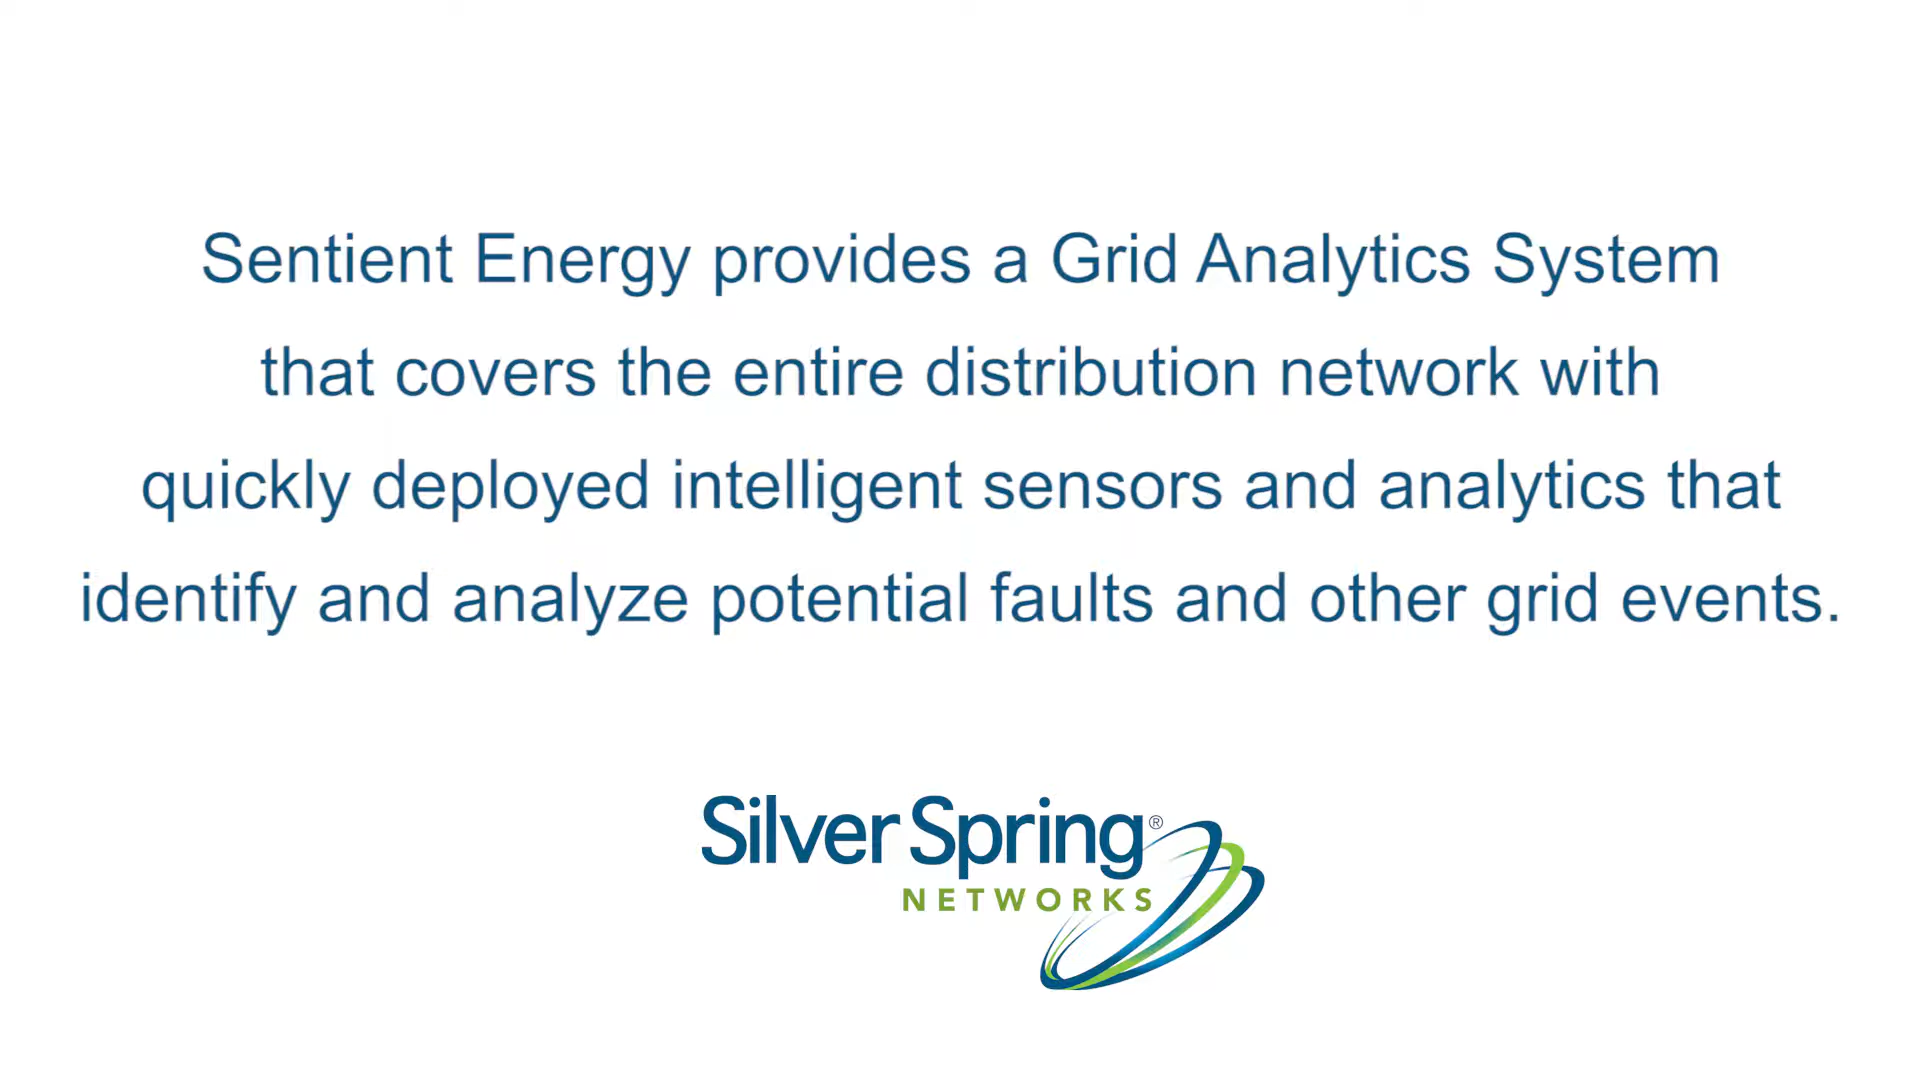 Sentient Energy provides a Grid Analytics System
that covers the entire distribution network with
quickly deployed intelligent sensors and analytics that
identify and analyze potential faults and other grid events.
Silver Spring®
NETWORKS